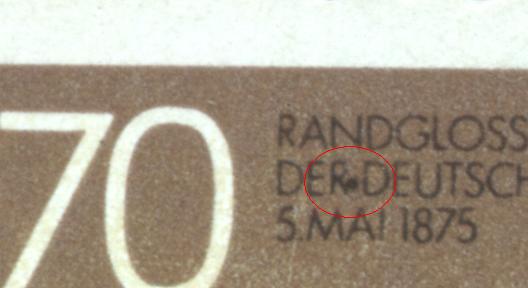 70
RANDGLOSS
DER DEUTSCH
5.MAI 1875